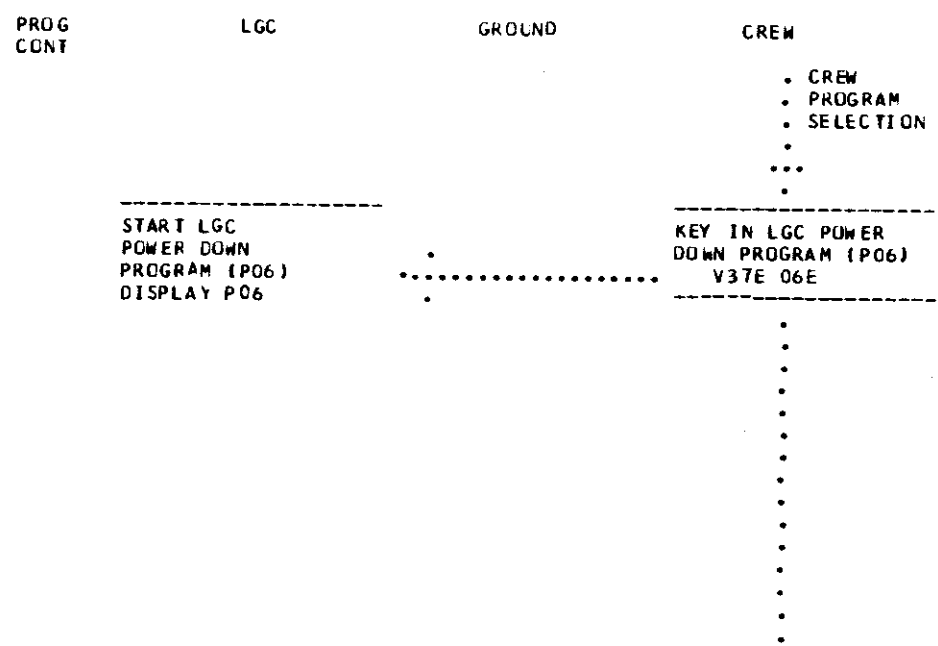 PROG LGC GROUND CREW
CONT
. CREW
. PROGRAM
. SELECTION
START LGC
POWER DOWN
PROGRAM (P06)
DISPLAY P06
KEY IN LGC POWER
DOWN PROGRAM (P06)
V37E 06E